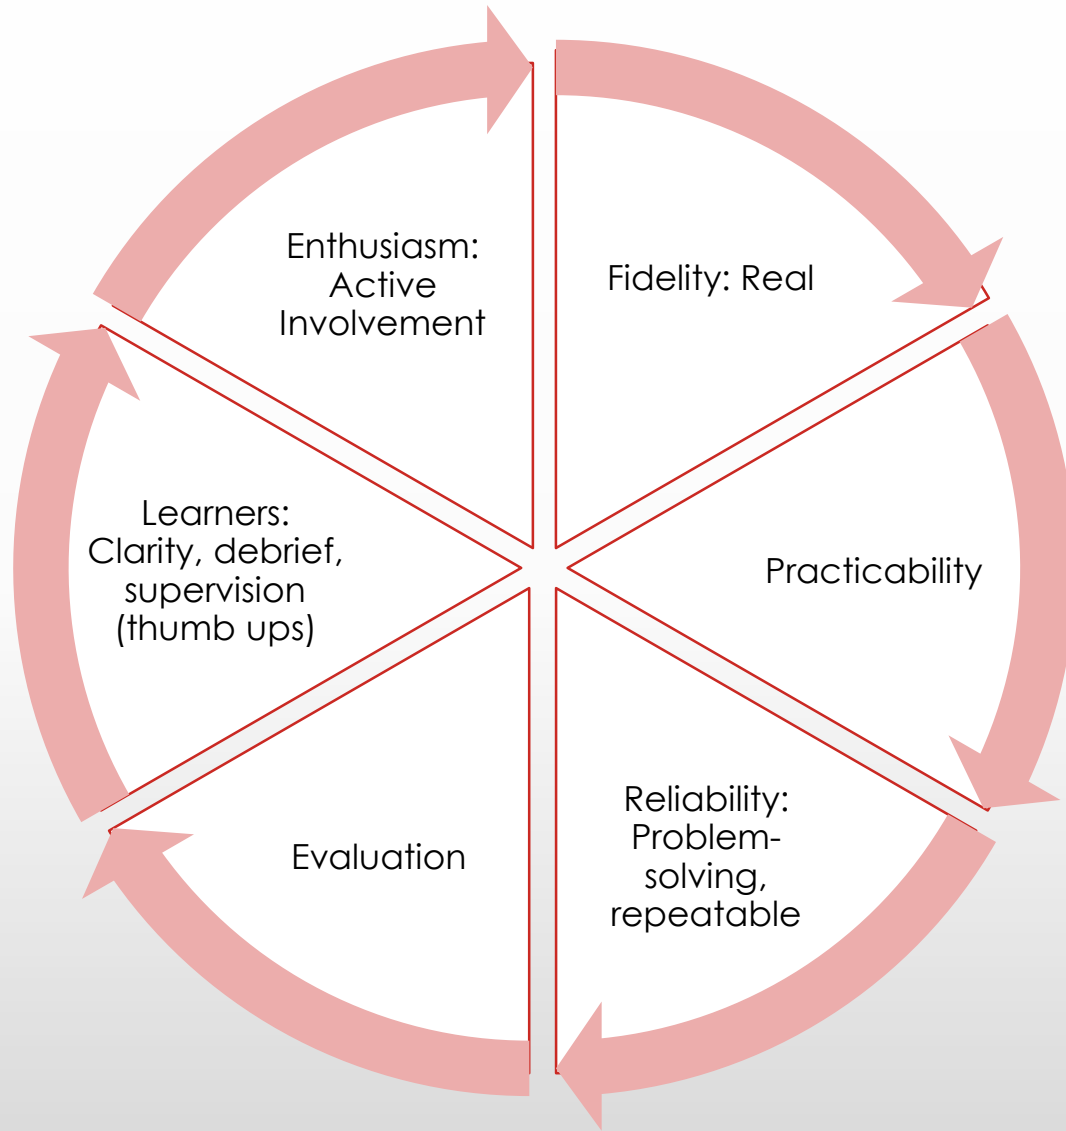 Enthusiasm:
Active
Involvement
Fidelity: Real
Practicability
Reliability:
Problem-
solving,
repeatable
Evaluation
Learners:
Clarity, debrief,
supervision
(thumb ups)